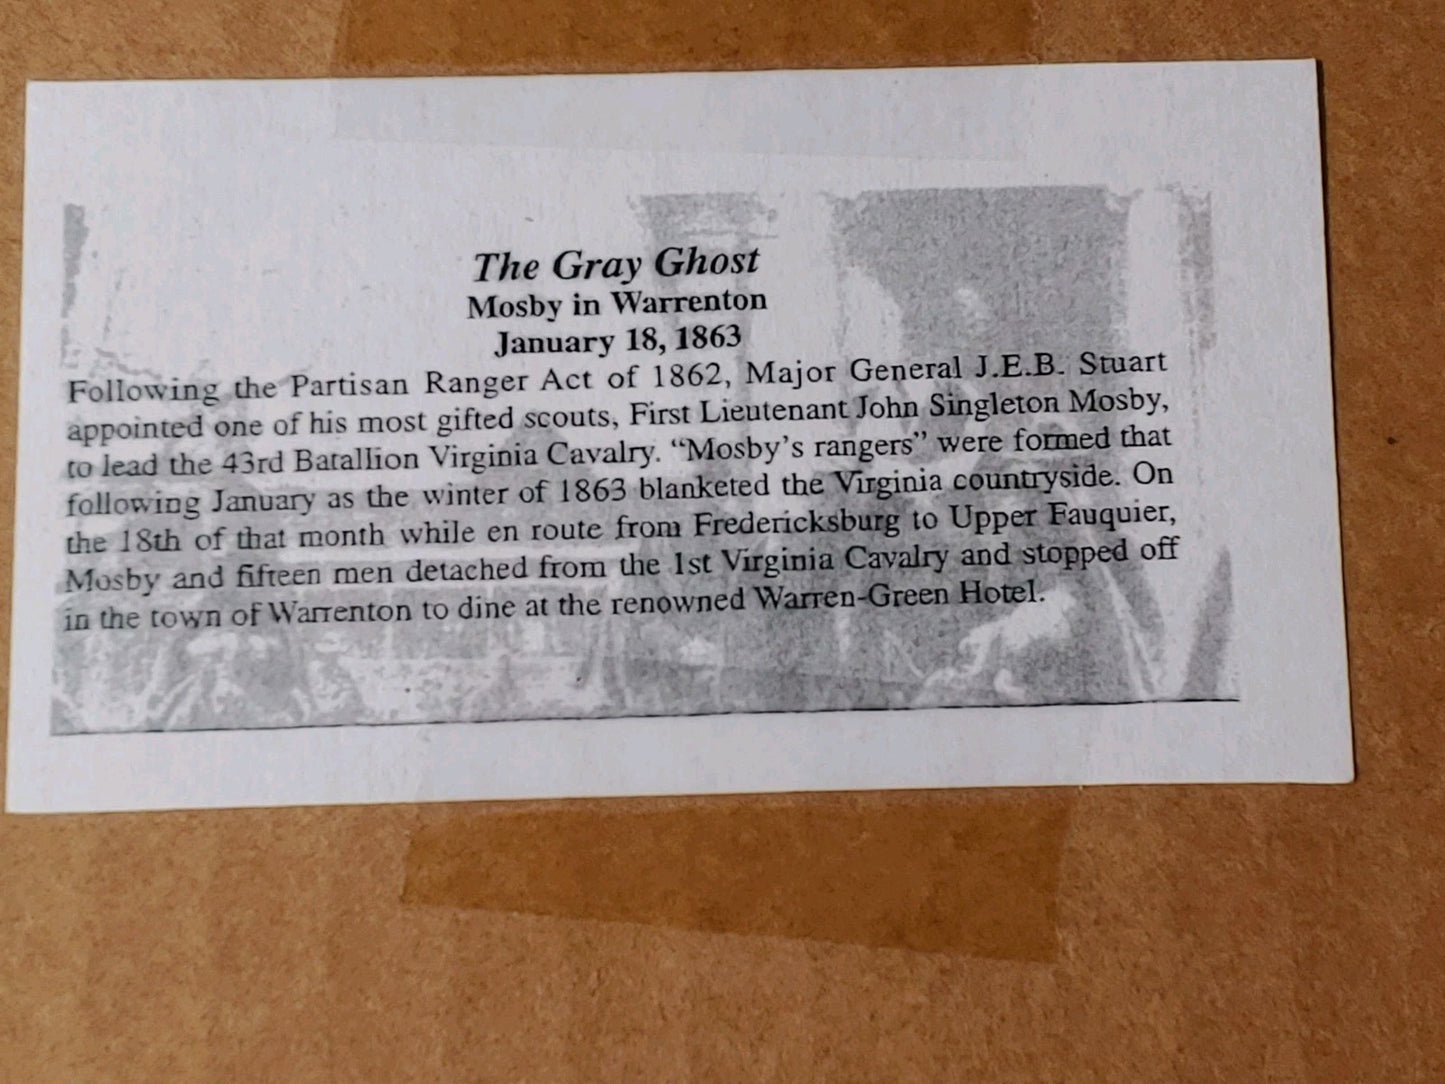 The Gray Ghost
Mosby in Warrenton
January 18, 1863
Following the Partisan Ranger Act of 1862, Major General J.E.B. Stuart
appointed one of his most gifted scouts, First Lieutenant John Singleton Mosby,
to lead the 43rd Batallion Virginia Cavalry. “Mosby’s rangers” were formed that
following January as the winter of 1863 blanketed the Virginia countryside. On
the 18th of that month while en route from Fredericksburg to Upper Fauquier,
Mosby and fifteen men detached from the 1st Virginia Cavalry and stopped off
in the town of Warrenton to dine at the renowned Warren-Green Hotel.